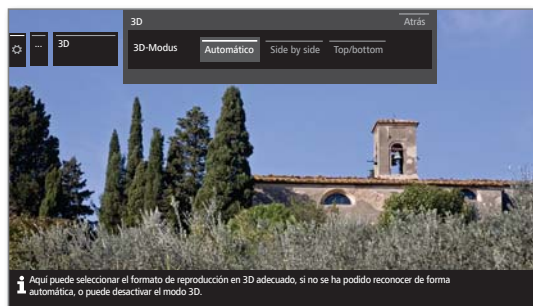 3D
Atrás
... 3D
3D-Modus Automático Side by side Top/bottom
Aquí puede seleccionar el formato de reproducción en 3D adecuado, si no se ha podido reconocer de forma
automática, o puede desactivar el modo 3D.